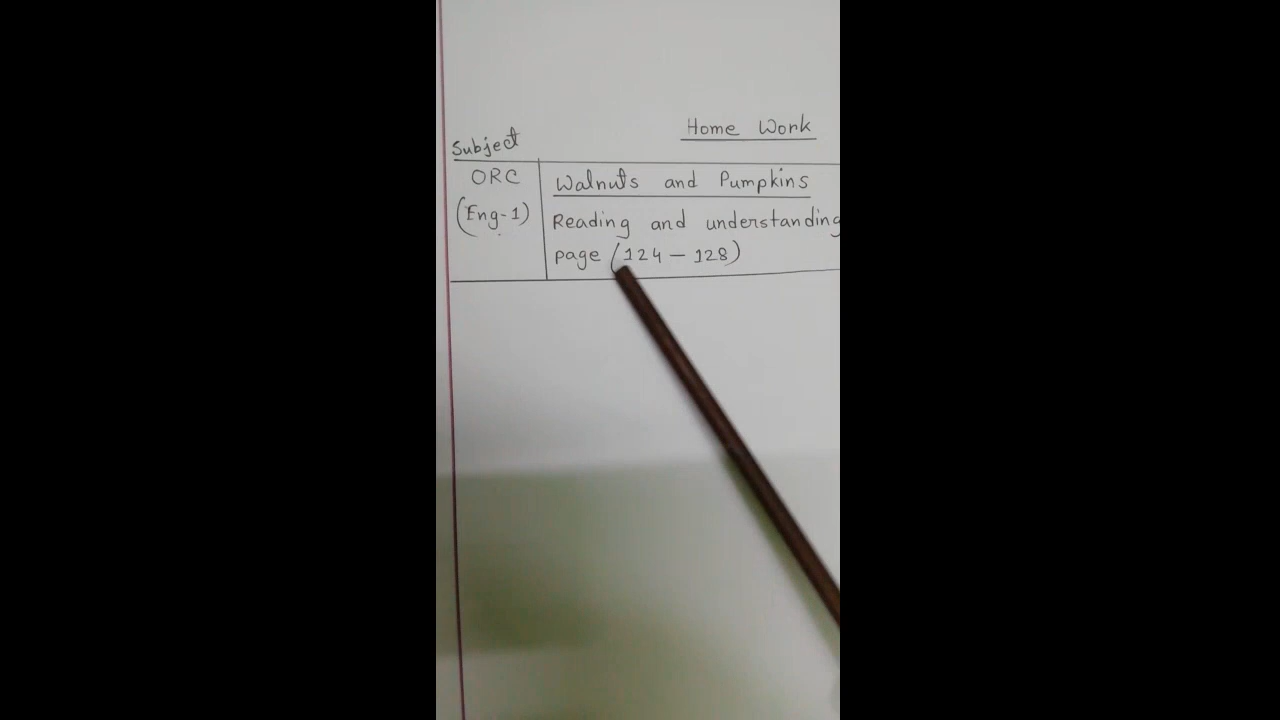 Home Work
Subject
ORC
(Eng-1)
Walnuts and Pumpkins
Reading and understanding
page (124 - 128)